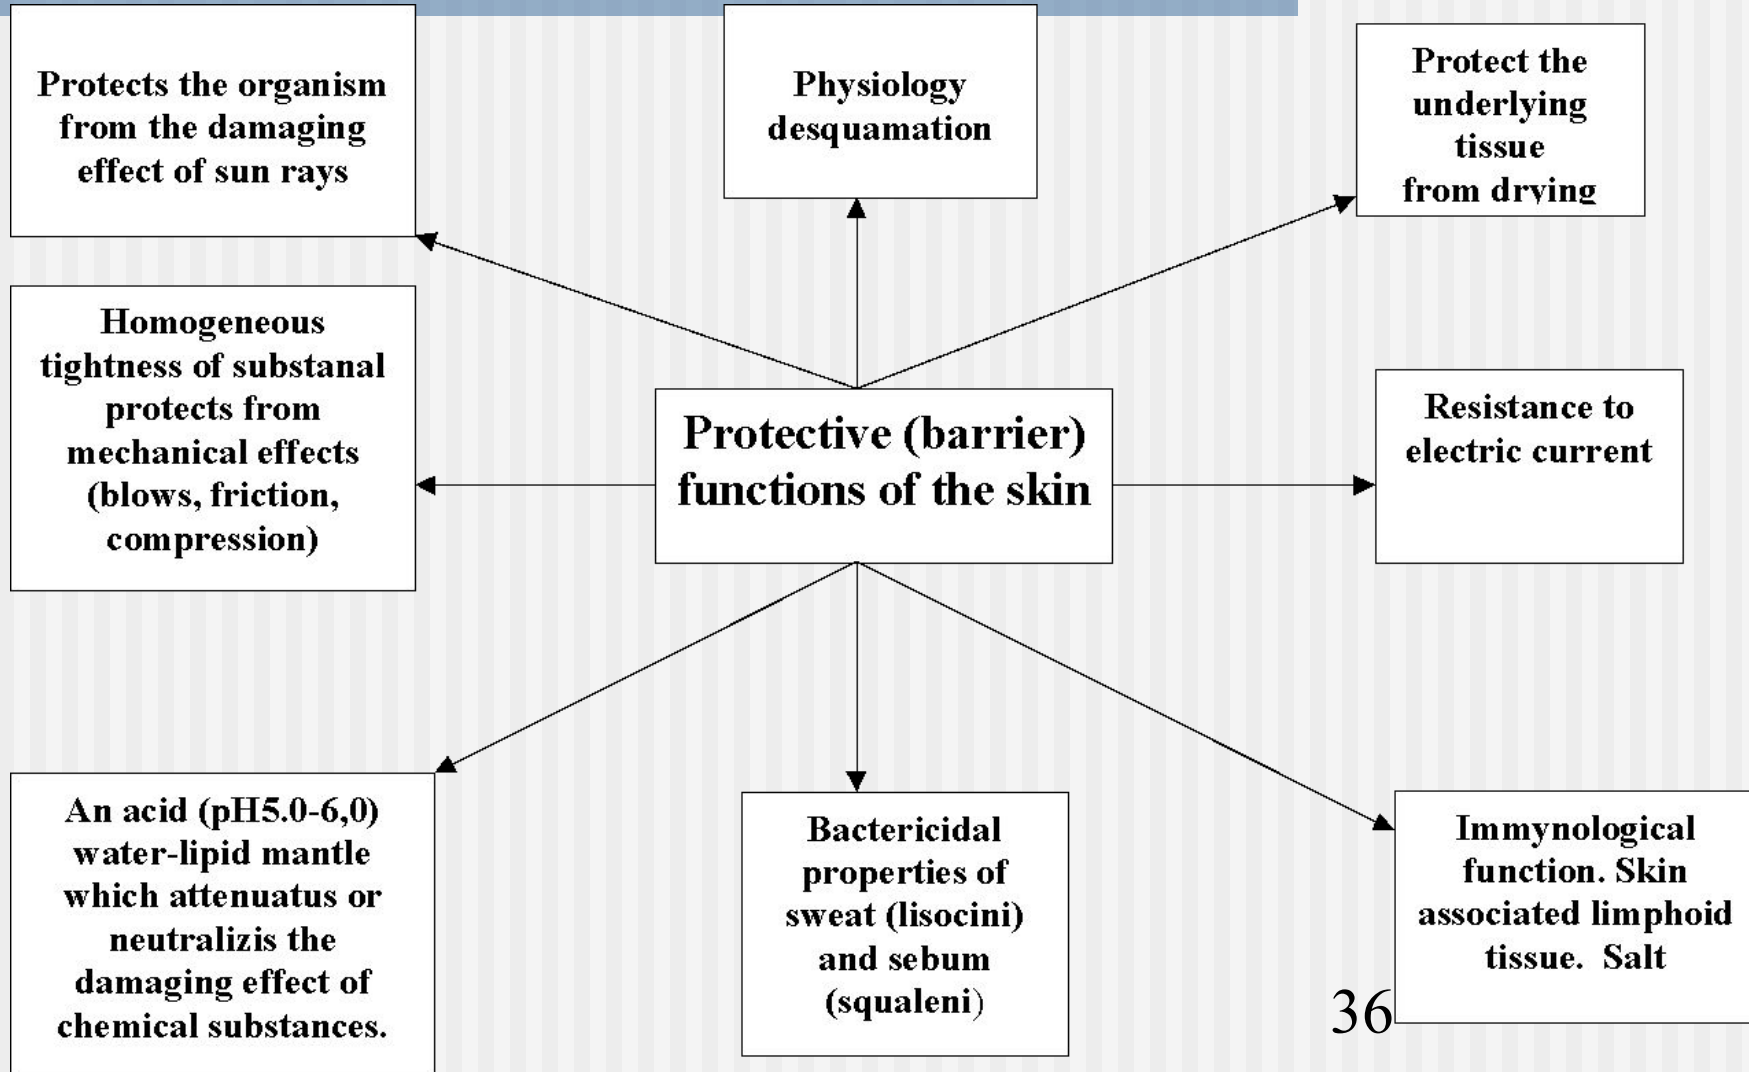 Protects the organism
from the damaging
effect of sun rays
Physiology
desquamation
Protect the
underlying
tissue
from drying
Homogeneous
tightness of substanal
protects from
mechanical effects
(blows, friction,
compression)
Protective (barrier)
functions of the skin
Resistance to
electric current
An acid (pH5.0-6,0)
water-lipid mantle
which attenuatus or
neutralizis the
damaging effect of
chemical substances.
Bactericidal
properties of
sweat (lisocini)
and sebum
(squaleni)
Immynological
function. Skin
associated limphoid
tissue. Salt
36